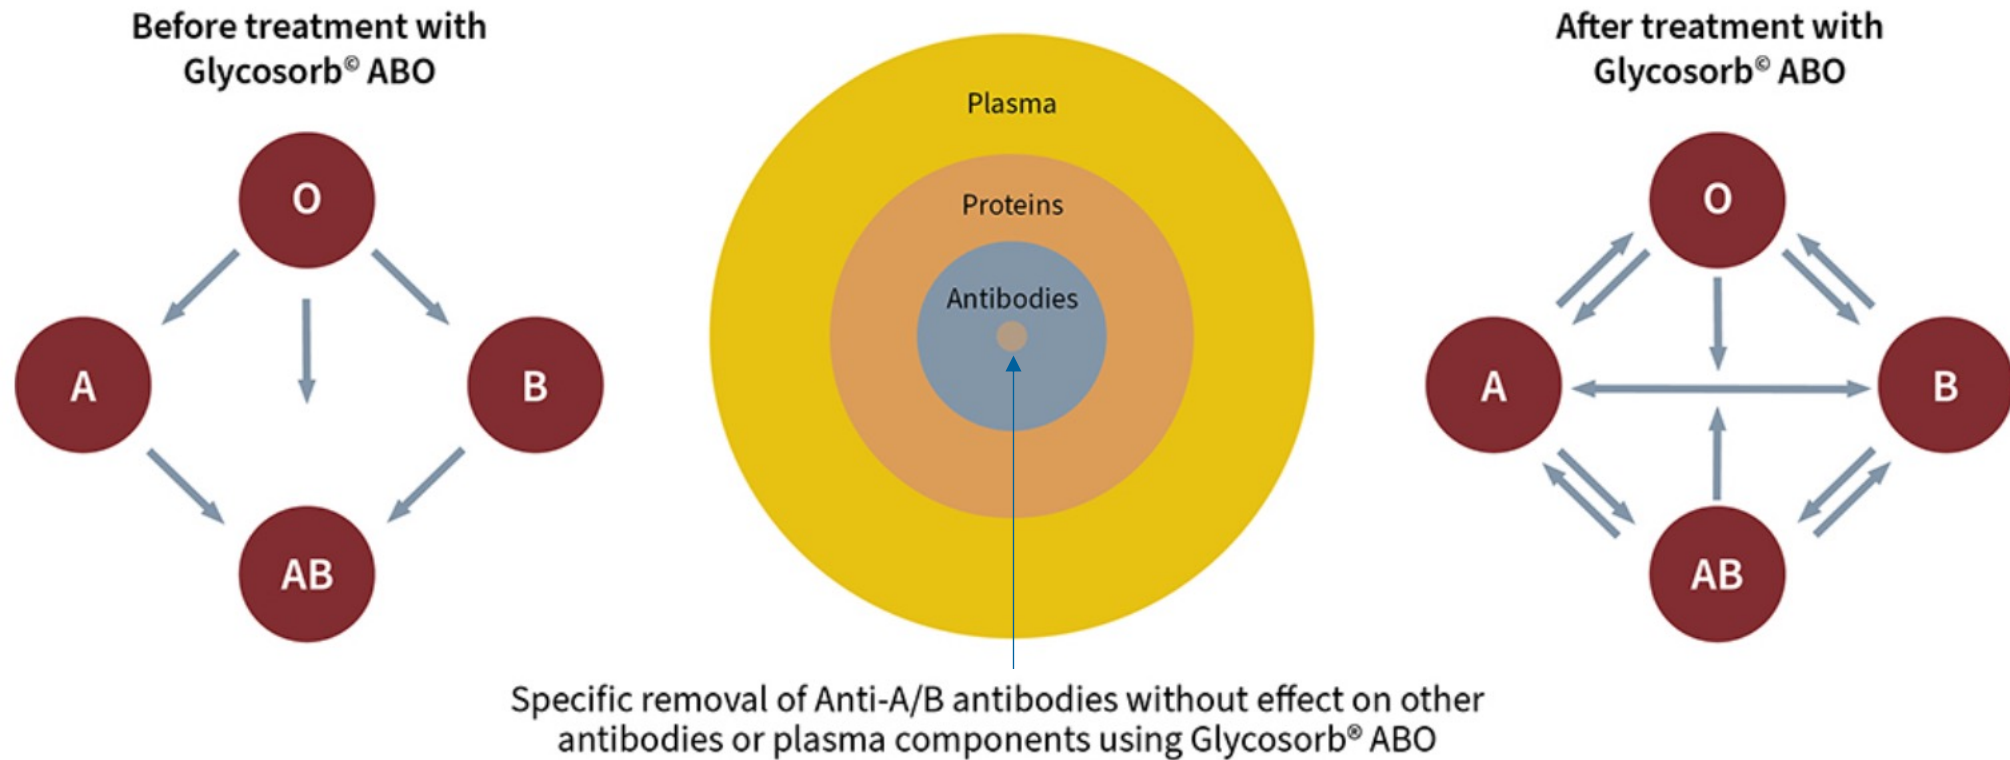 Before treatment with
Glycosorb© ABO
O
A
B
AB
Plasma
Proteins
Antibodies
After treatment with
Glycosorb© ABO
O
A
B
AB
Specific removal of Anti-A/B antibodies without effect on other
antibodies or plasma components using Glycosorb® ABO